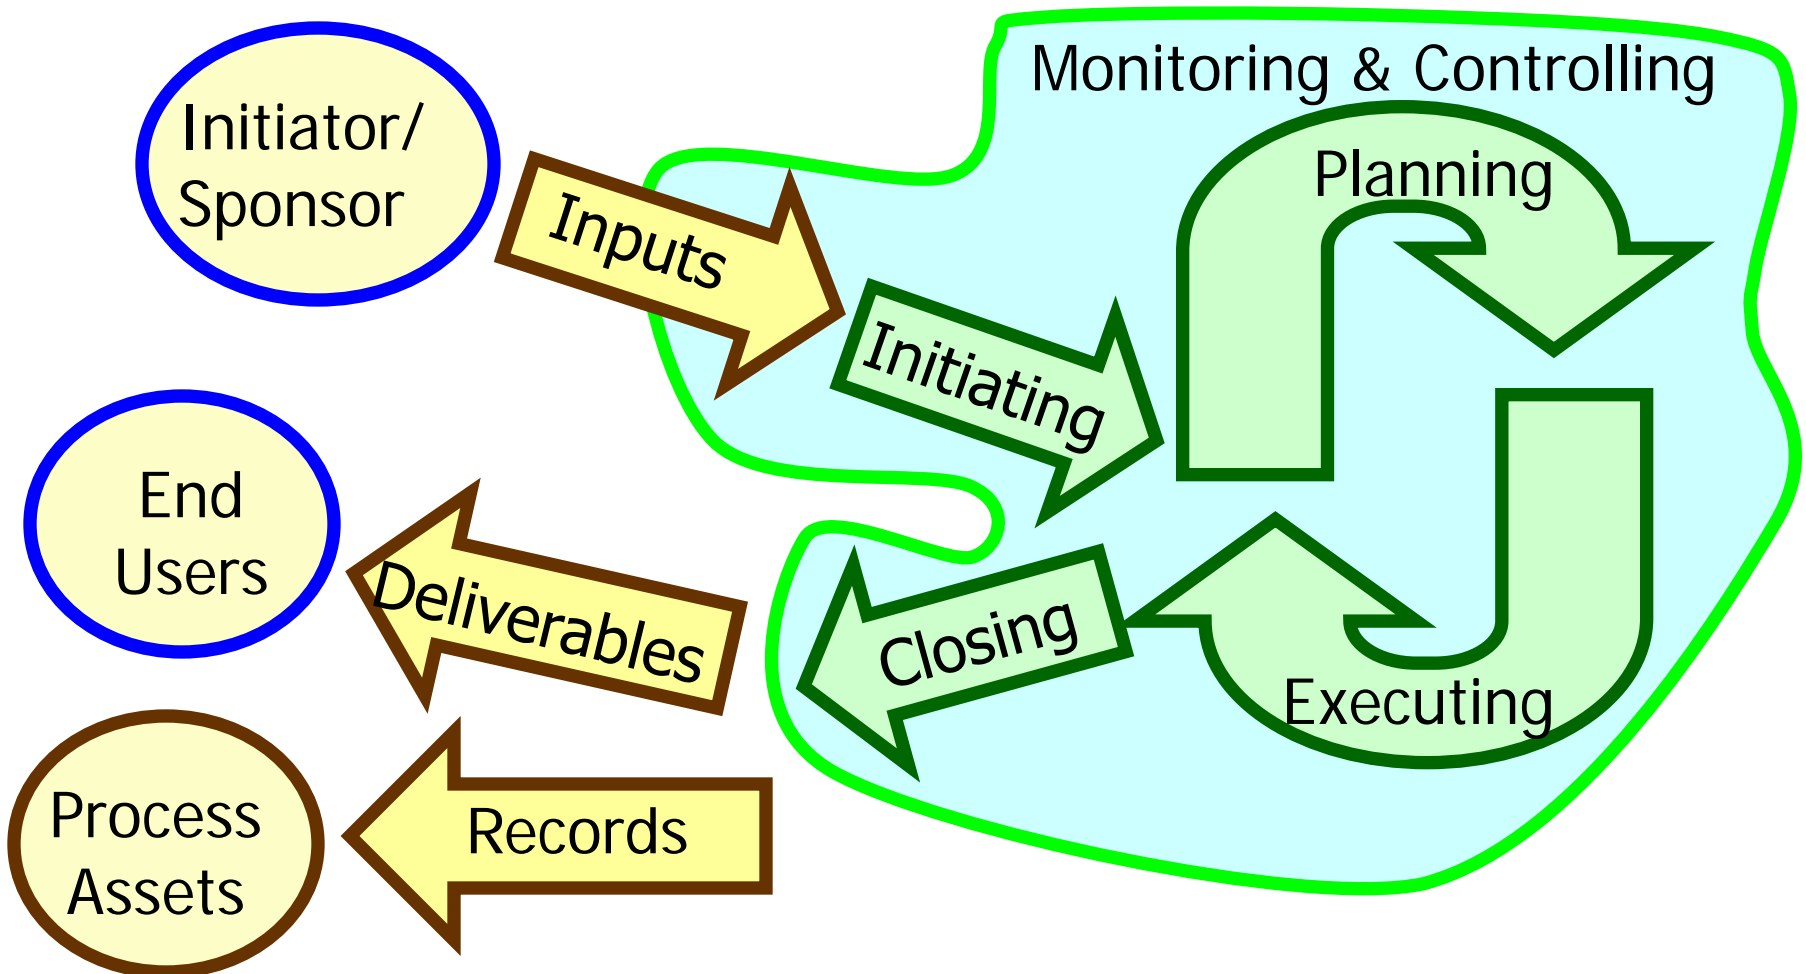 Monitoring & Controlling
Initiator/
Sponsor
Inputs
Planning
Initiating
End
Users
Deliverables
Closing
Executing
Process
Assets
Records